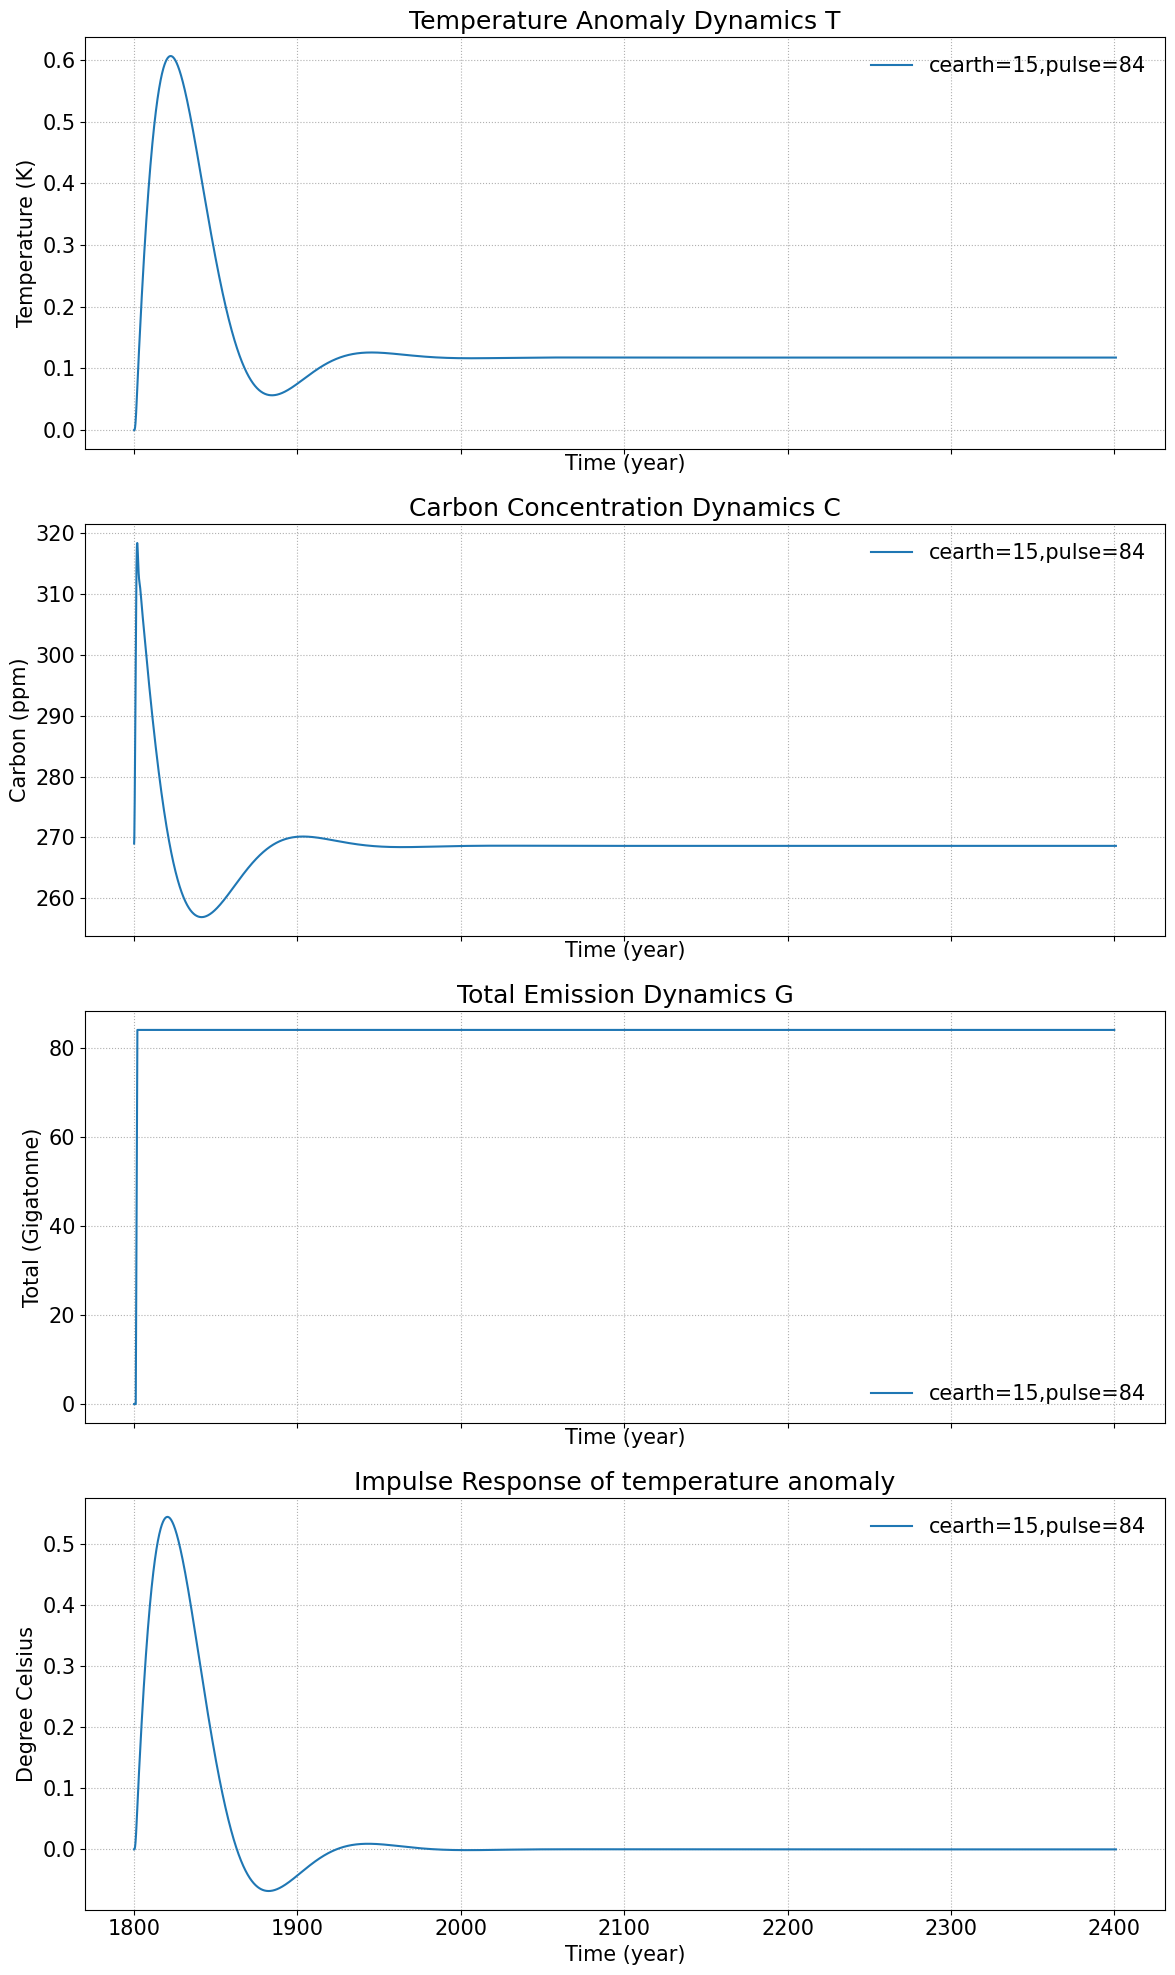 Temperature Anomaly Dynamics T
cearth=15,pulse=84
0.6
0.5
0.4
0.3
0.2
0.1
0.0
Temperature (K)
Time (year)
Carbon Concentration Dynamics C
cearth=15,pulse=84
320
310
300
290
280
270
260
Carbon (ppm)
Time (year)
Total Emission Dynamics G
80
60
40
20
0
Total (Gigatonne)
cearth=15,pulse=84
Time (year)
Impulse Response of temperature anomaly
cearth=15,pulse=84
0.5
0.4
0.3
0.2
0.1
0.0
Degree Celsius
1800 1900 2000 2100 2200 2300 2400
Time (year)